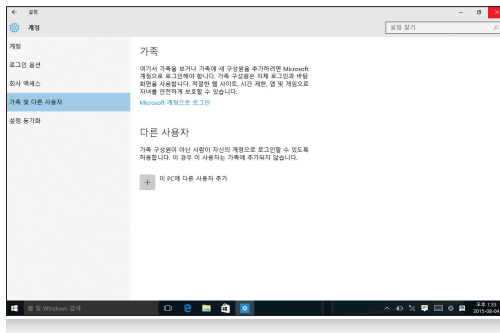 ← 설정
계정
설정 찾기
계정
로그인 옵션
회사 액세스
가족 및 다른 사용자
설정 동기화
가족
여기서 가족을 보거나 가족에 새 구성원을 추가하려면 Microsoft
계정으로 로그인해야 합니다. 가족 구성원은 자체 로그인과 바탕
화면을 사용합니다. 적절한 웹 사이트, 시간 제한, 앱 및 게임으로
자녀를 안전하게 보호할 수 있습니다.
Microsoft 계정으로 로그인
다른 사용자
가족 구성원이 아닌 사람이 자신의 계정으로 로그인할 수 있도록
허용합니다. 이 경우 이 사용자는 가족에 추가되지 않습니다.
+ 이 PC에 다른 사용자 추가
웹 및 Windows 검색
오후 1:38
2015-08-04